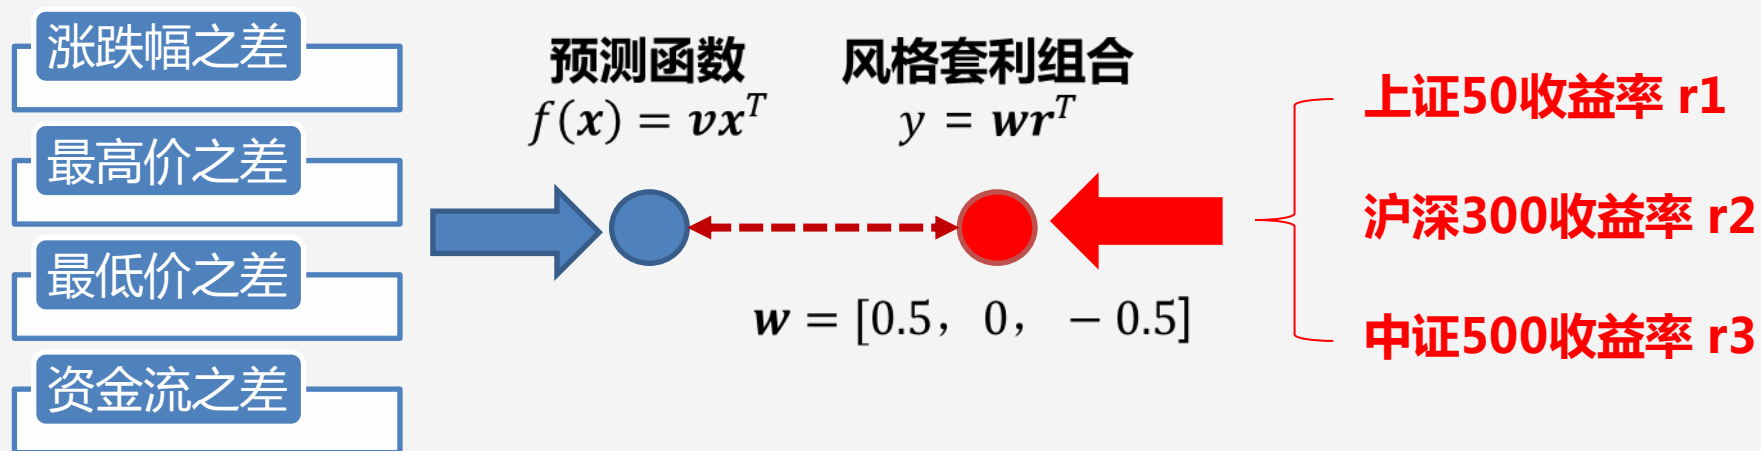 涨跌幅之差
最高价之差
最低价之差
资金流之差
预测函数
f(x) = vxᵀ
风格套利组合
y = wrᵀ
w = [0.5， 0， − 0.5]
上证50收益率 r1
沪深300收益率 r2
中证500收益率 r3